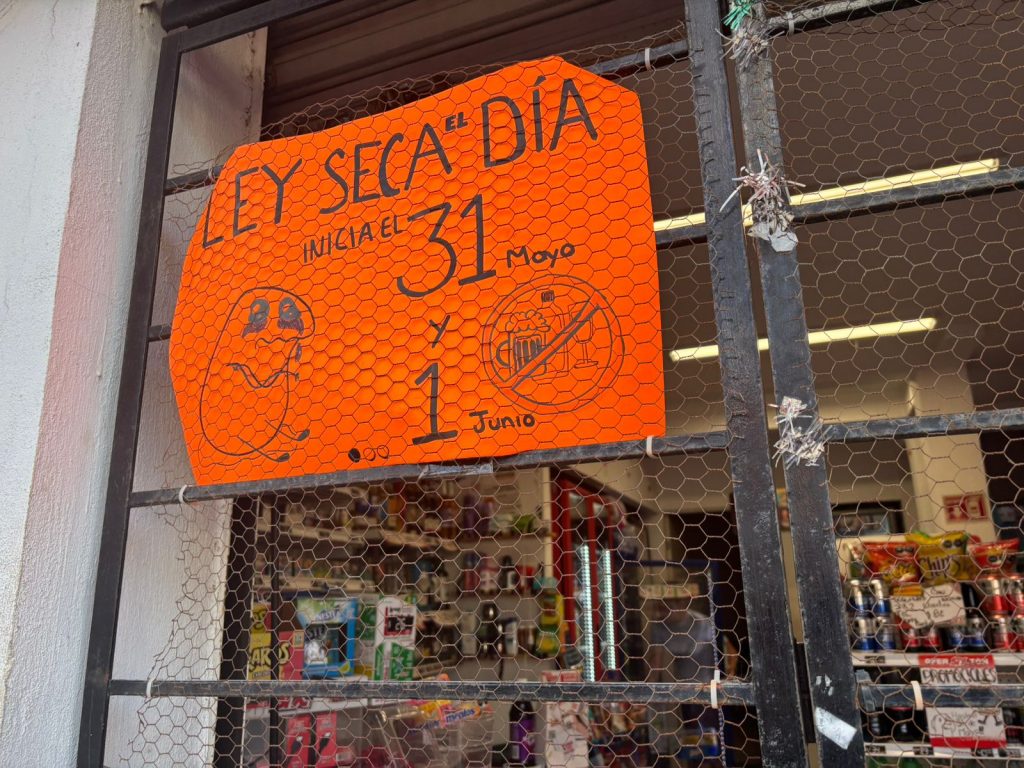 LEY SECA EL DÍA
INICIA EL 31 Mayo
y
1 Junio
PROMOCIONES